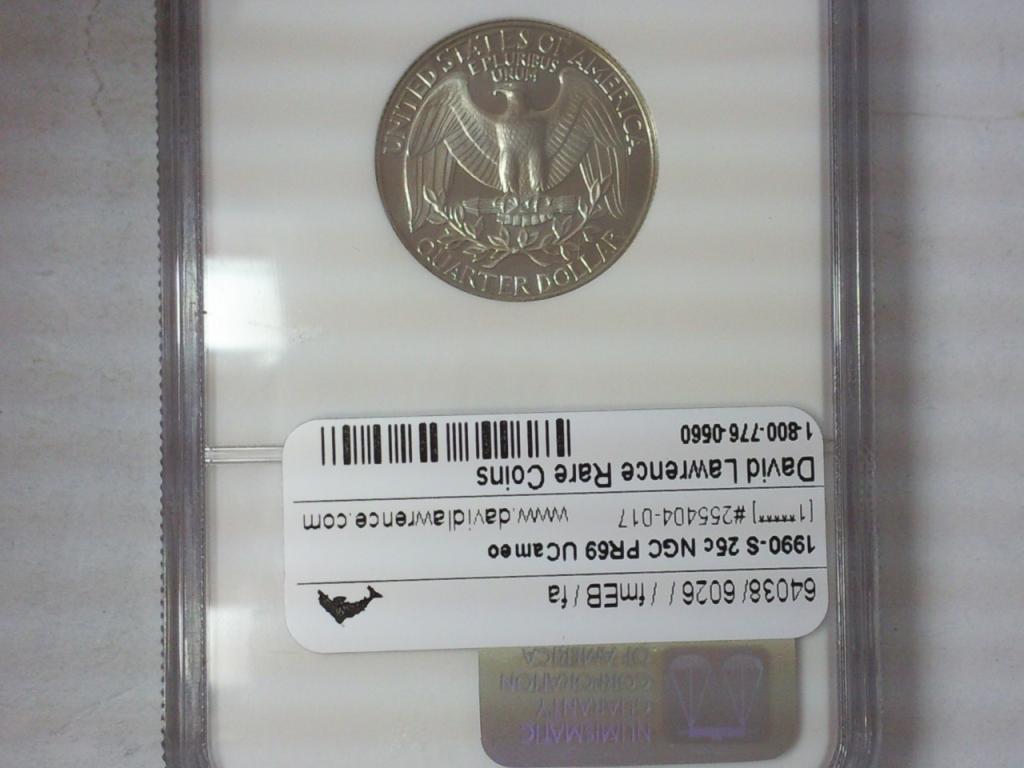 UNITED STATES OF AMERICA
E PLURIBUS
UNUM
QUARTER DOLLAR
64038/ 6026 / / fmEB / fa
1990-S 25c NGC PR69 UCameo
[1****] #255404-017 www.davidlawrence.com
David Lawrence Rare Coins
1-800-776-0560
NUMISMATIC
GUARANTY
CORPORATION
OF AMERICA